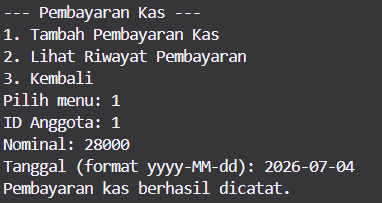 --- Pembayaran Kas ---
1. Tambah Pembayaran Kas
2. Lihat Riwayat Pembayaran
3. Kembali
Pilih menu: 1
ID Anggota: 1
Nominal: 28000
Tanggal (format yyyy-MM-dd): 2026-07-04
Pembayaran kas berhasil dicatat.